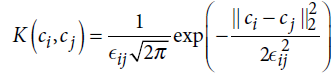 K(c_i, c_j) = \frac{1}{\epsilon_{ij}\sqrt{2\pi}} \exp\left(-\frac{\| c_i - c_j \|_2^2}{2\epsilon_{ij}^2}\right)